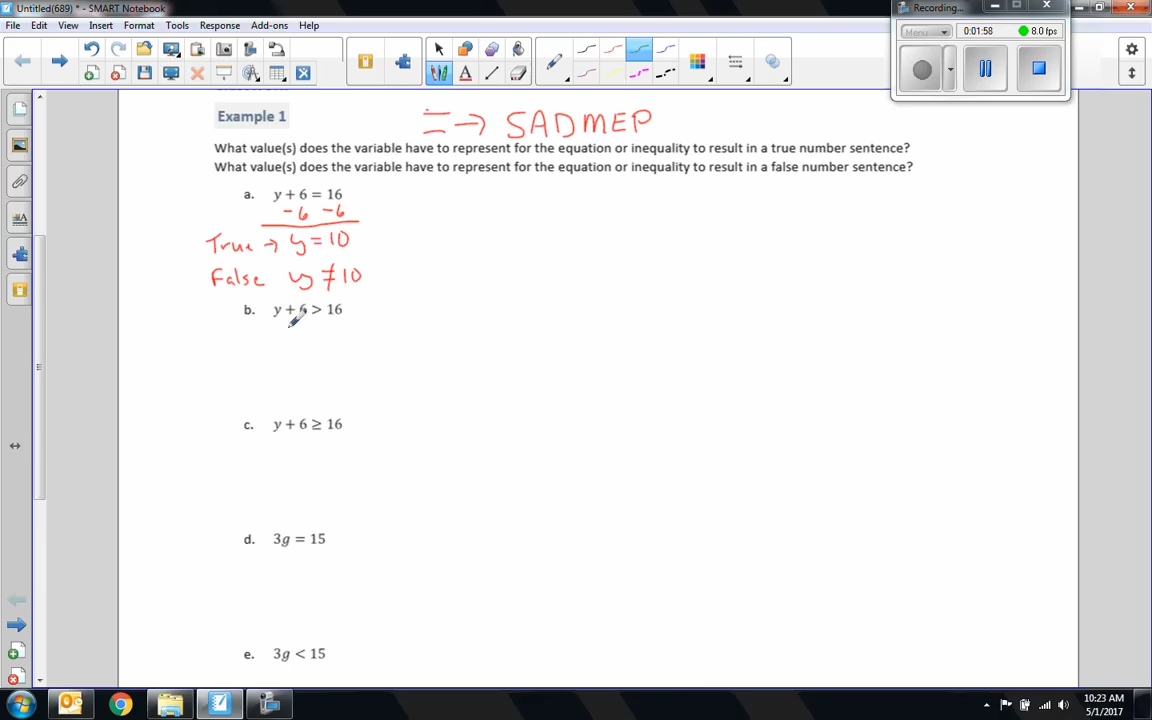 Untitled(689) * - SMART Notebook
File Edit View Insert Format Tools Response Add-ons Help
Recording...
Menu 0:01:58 8.0 fps
Example 1
= → SADMEP
What value(s) does the variable have to represent for the equation or inequality to result in a true number sentence?
What value(s) does the variable have to represent for the equation or inequality to result in a false number sentence?
a. y + 6 = 16
-6 -6
True → y = 10
False y ≠ 10
b. y + 6 > 16
c. y + 6 ≥ 16
d. 3g = 15
e. 3g < 15
10:23 AM
5/1/2017